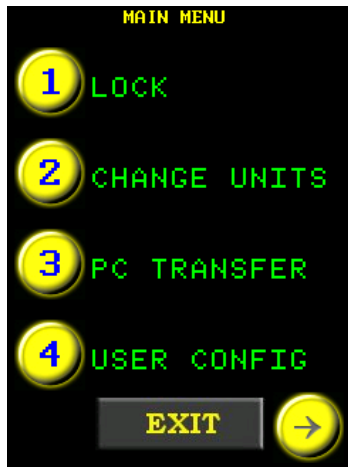 MAIN MENU
1 LOCK
2 CHANGE UNITS
3 PC TRANSFER
4 USER CONFIG
EXIT →